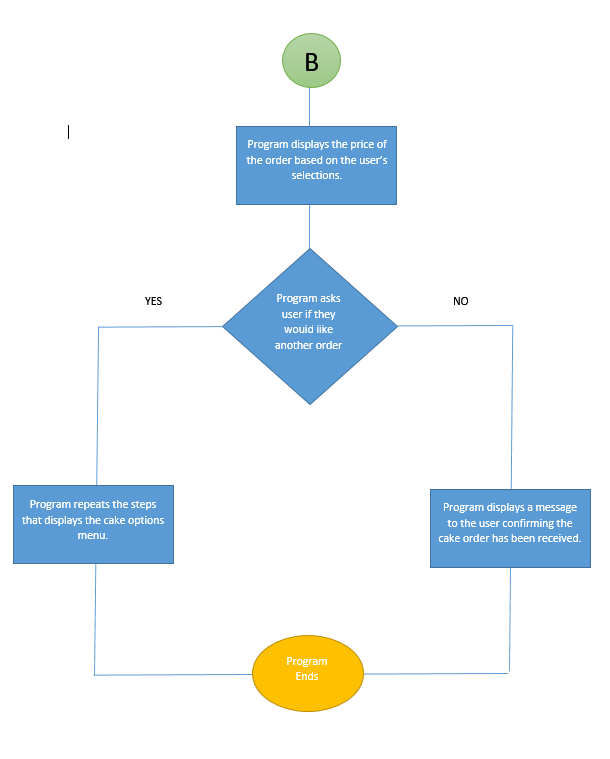 B
Program displays the price of
the order based on the user's
selections.
YES
Program asks
user if they
would like
another order
NO
Program repeats the steps
that displays the cake options
menu.
Program displays a message
to the user confirming the
cake order has been received.
Program
Ends